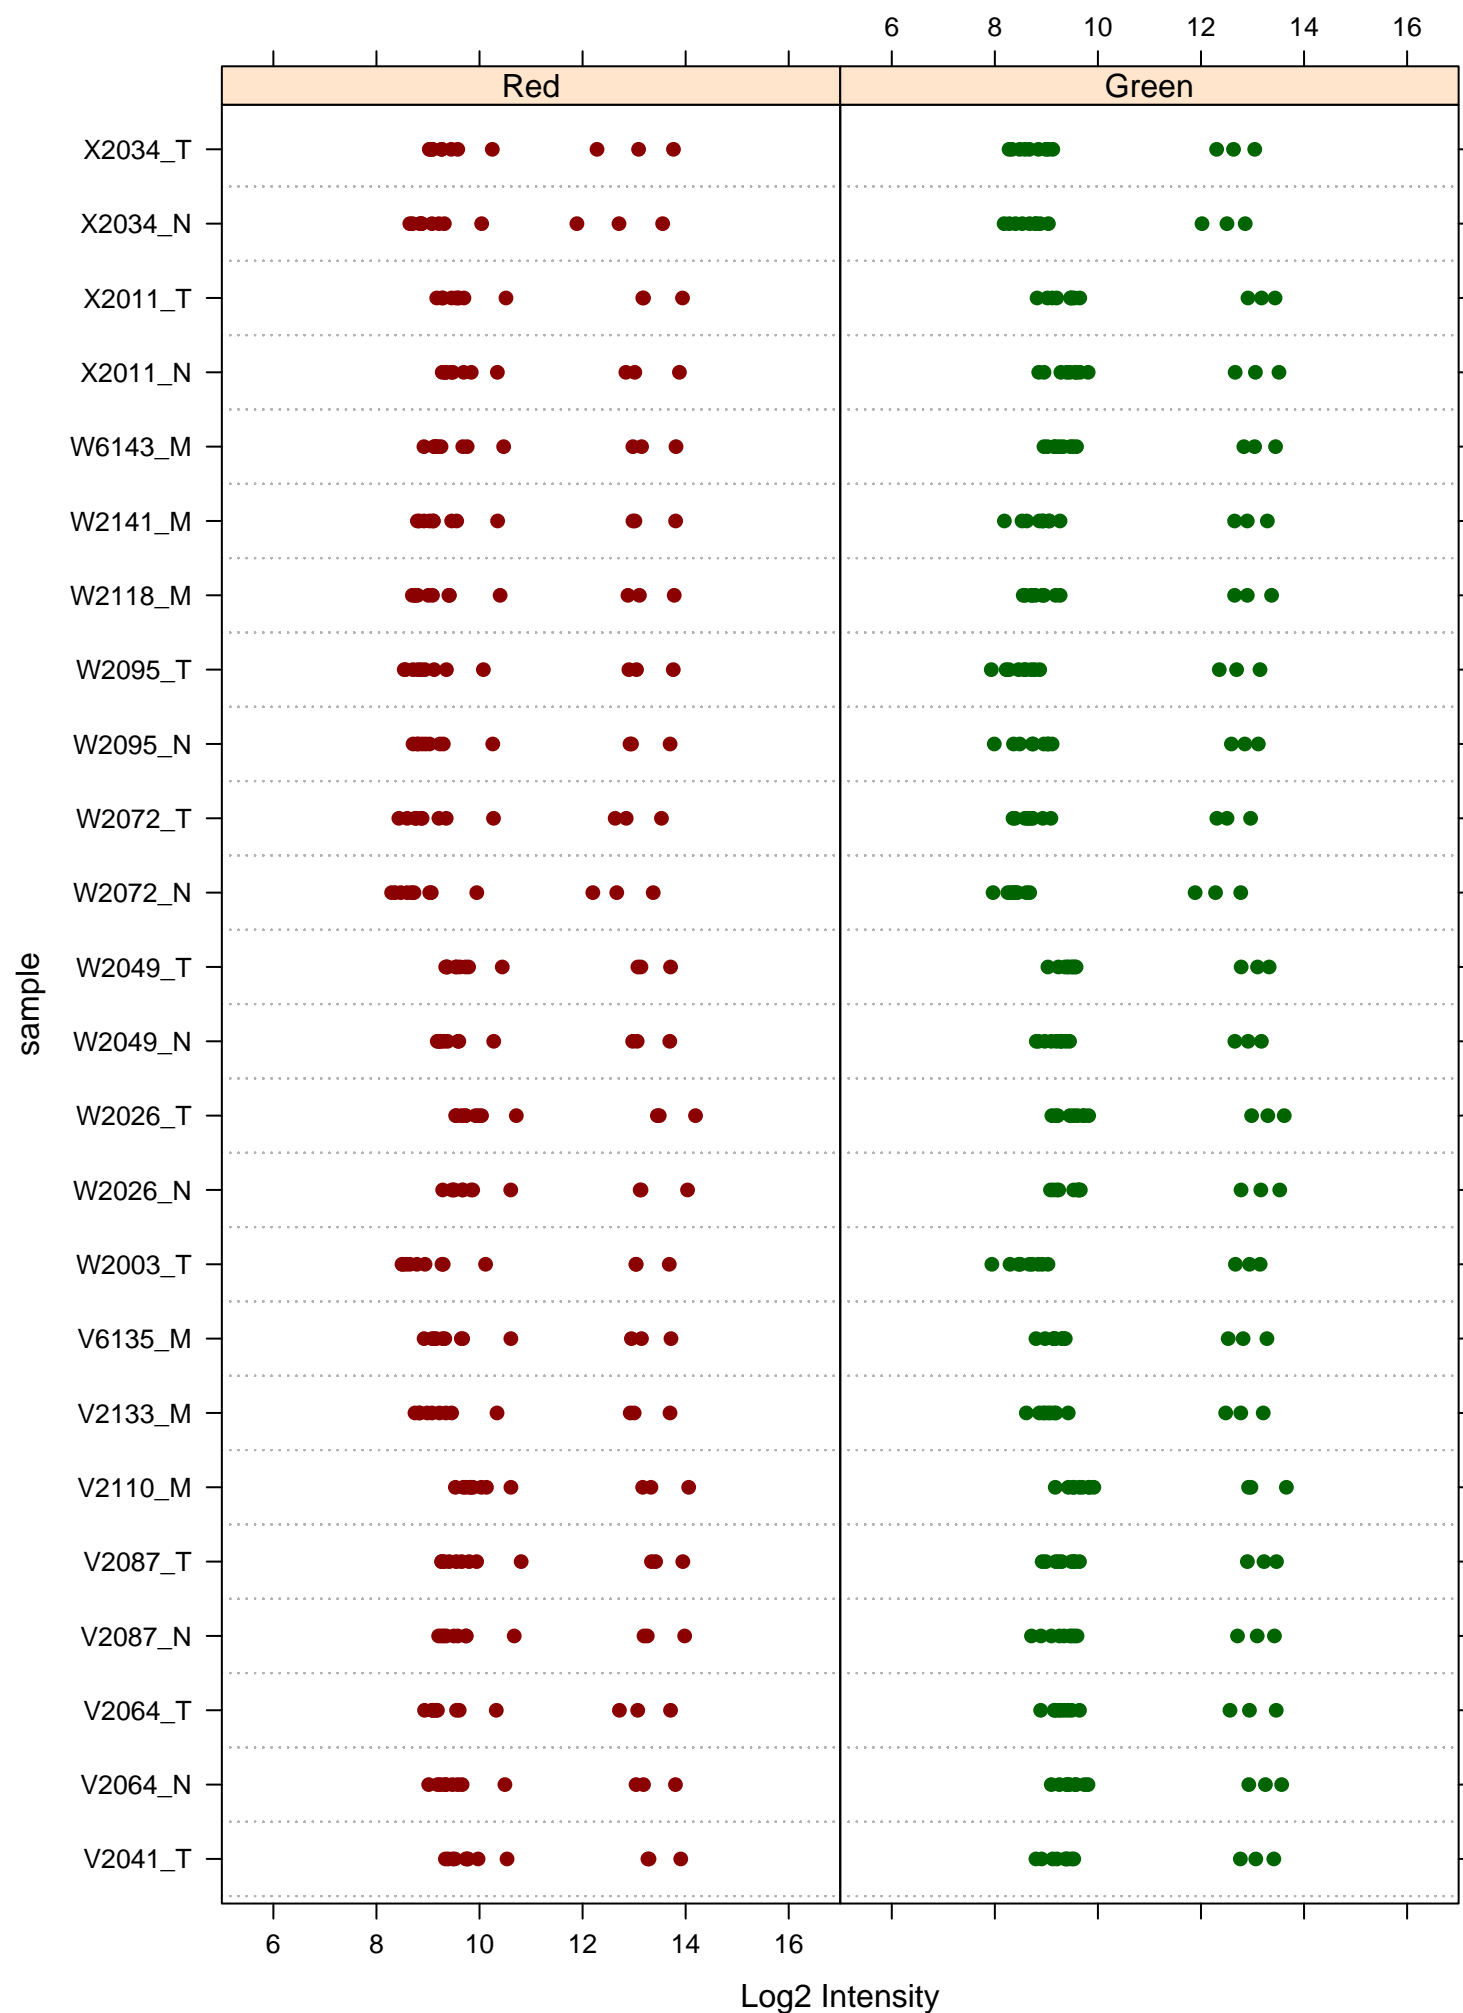 6 8 10 12 14 16
Red Green
X2034_T
X2034_N
X2011_T
X2011_N
W6143_M
W2141_M
W2118_M
W2095_T
W2095_N
W2072_T
W2072_N
W2049_T
W2049_N
W2026_T
W2026_N
W2003_T
V6135_M
V2133_M
V2110_M
V2087_T
V2087_N
V2064_T
V2064_N
V2041_T
sample
6 8 10 12 14 16
Log2 Intensity